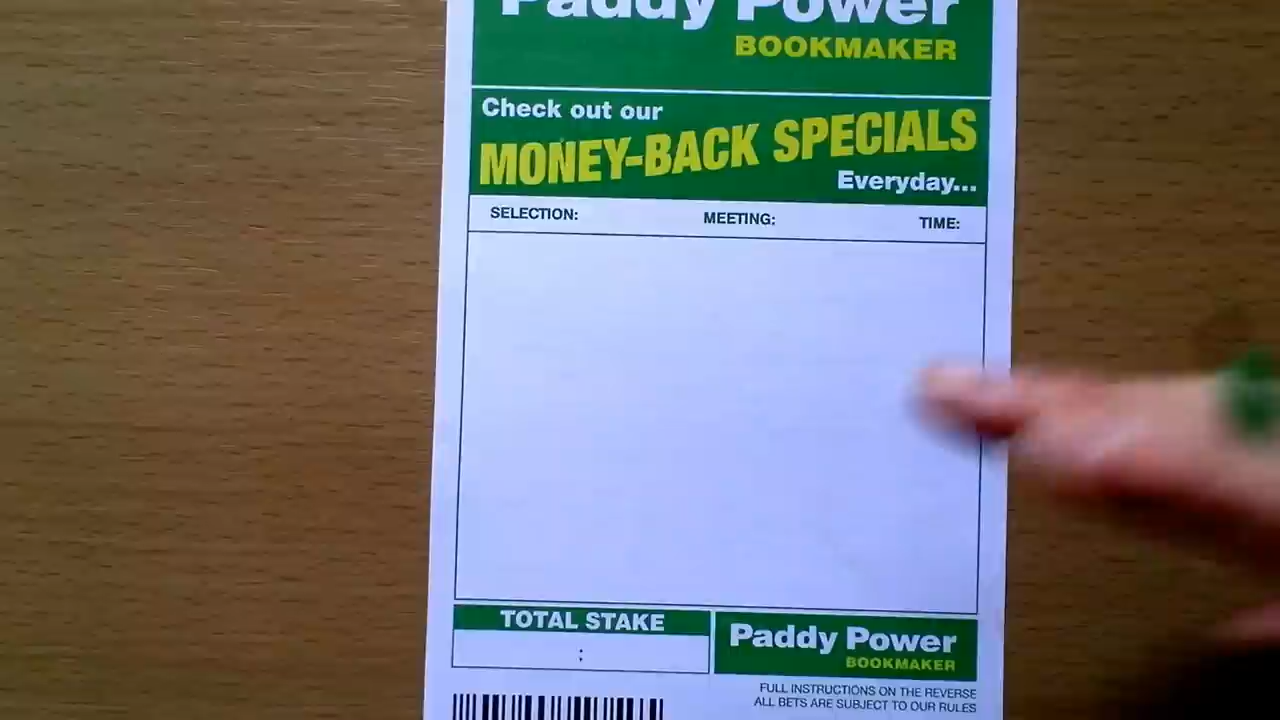 Paddy Power
BOOKMAKER
Check out our
MONEY-BACK SPECIALS
Everyday...
SELECTION: MEETING: TIME:
TOTAL STAKE
:
Paddy Power
BOOKMAKER
FULL INSTRUCTIONS ON THE REVERSE
ALL BETS ARE SUBJECT TO OUR RULES